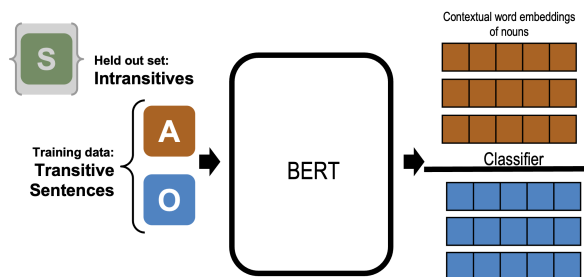 Contextual word embeddings
of nouns
S
Held out set:
Intransitives
A
Training data:
Transitive
Sentences
O
BERT
Classifier